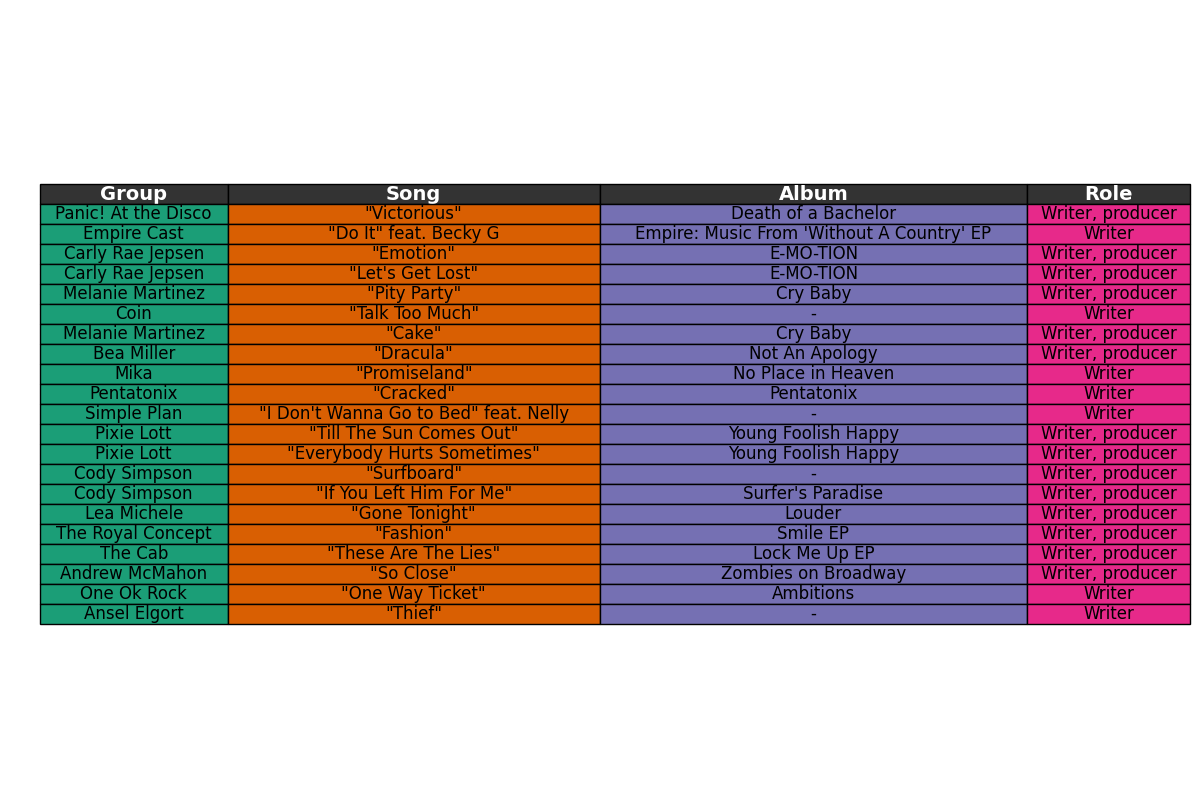 Group Song Album Role
Panic! At the Disco "Victorious" Death of a Bachelor Writer, producer
Empire Cast "Do It" feat. Becky G Empire: Music From 'Without A Country' EP Writer
Carly Rae Jepsen "Emotion" E-MO-TION Writer, producer
Carly Rae Jepsen "Let's Get Lost" E-MO-TION Writer, producer
Melanie Martinez "Pity Party" Cry Baby Writer, producer
Coin "Talk Too Much" - Writer
Melanie Martinez "Cake" Cry Baby Writer, producer
Bea Miller "Dracula" Not An Apology Writer, producer
Mika "Promiseland" No Place in Heaven Writer
Pentatonix "Cracked" Pentatonix Writer
Simple Plan "I Don't Wanna Go to Bed" feat. Nelly - Writer
Pixie Lott "Till The Sun Comes Out" Young Foolish Happy Writer, producer
Pixie Lott "Everybody Hurts Sometimes" Young Foolish Happy Writer, producer
Cody Simpson "Surfboard" - Writer, producer
Cody Simpson "If You Left Him For Me" Surfer's Paradise Writer, producer
Lea Michele "Gone Tonight" Louder Writer, producer
The Royal Concept "Fashion" Smile EP Writer, producer
The Cab "These Are The Lies" Lock Me Up EP Writer, producer
Andrew McMahon "So Close" Zombies on Broadway Writer, producer
One Ok Rock "One Way Ticket" Ambitions Writer
Ansel Elgort "Thief" - Writer